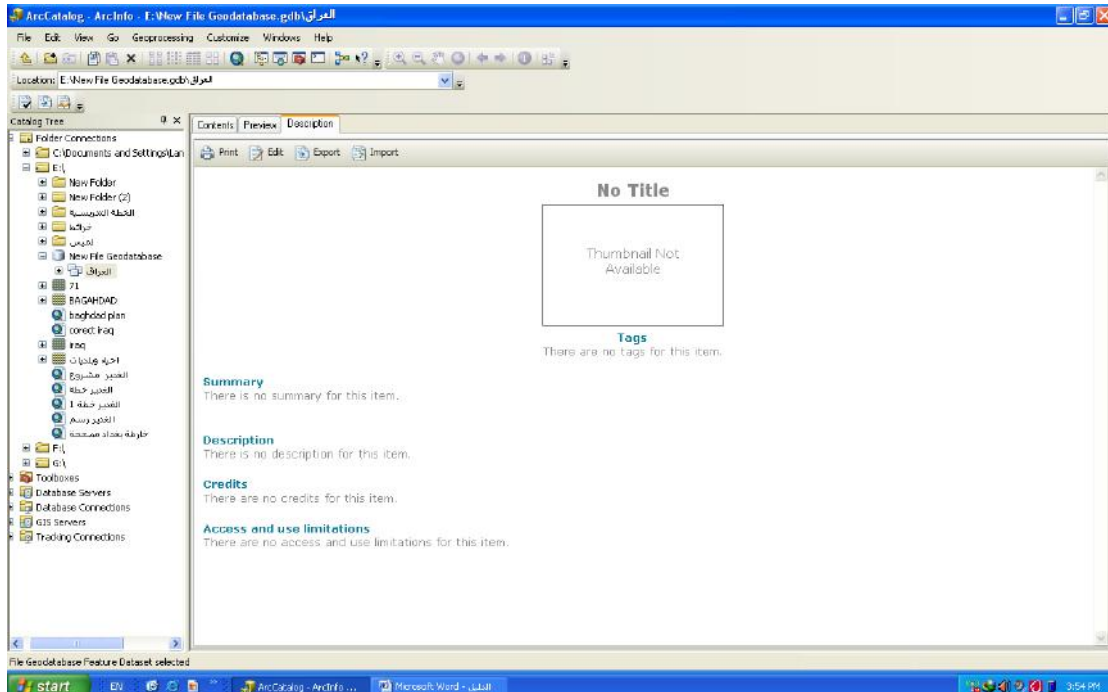 ArcCatalog - ArcInfo - E:\New File Geodatabase.gdb\العراق
File Edit View Go Geoprocessing Customize Windows Help
Location: E:\New File Geodatabase.gdb\العراق
Catalog Tree
Contents Preview Description
Folder Connections
C:\Documents and Settings\Lan
Print Edit Export Import
E:\
New Folder
New Folder (2)
الخطة التدريسية
خرائط
لميس
New File Geodatabase
العراق
71
BAGAHDAD
baghdad plan
corect iraq
iraq
احياء وبلديات
الغدير مشروع
الغدير خطة
الغدير خطة 1
الغدير رسم
خارطة بغداد مصححة
F:\
G:\
Toolboxes
Database Servers
Database Connections
GIS Servers
Tracking Connections
No Title
Thumbnail Not
Available
Tags
There are no tags for this item.
Summary
There is no summary for this item.
Description
There is no description for this item.
Credits
There are no credits for this item.
Access and use limitations
There are no access and use limitations for this item.
File Geodatabase Feature Dataset selected
start EN ArcCatalog - ArcInfo ... Microsoft Word - الدليل 3:54 PM